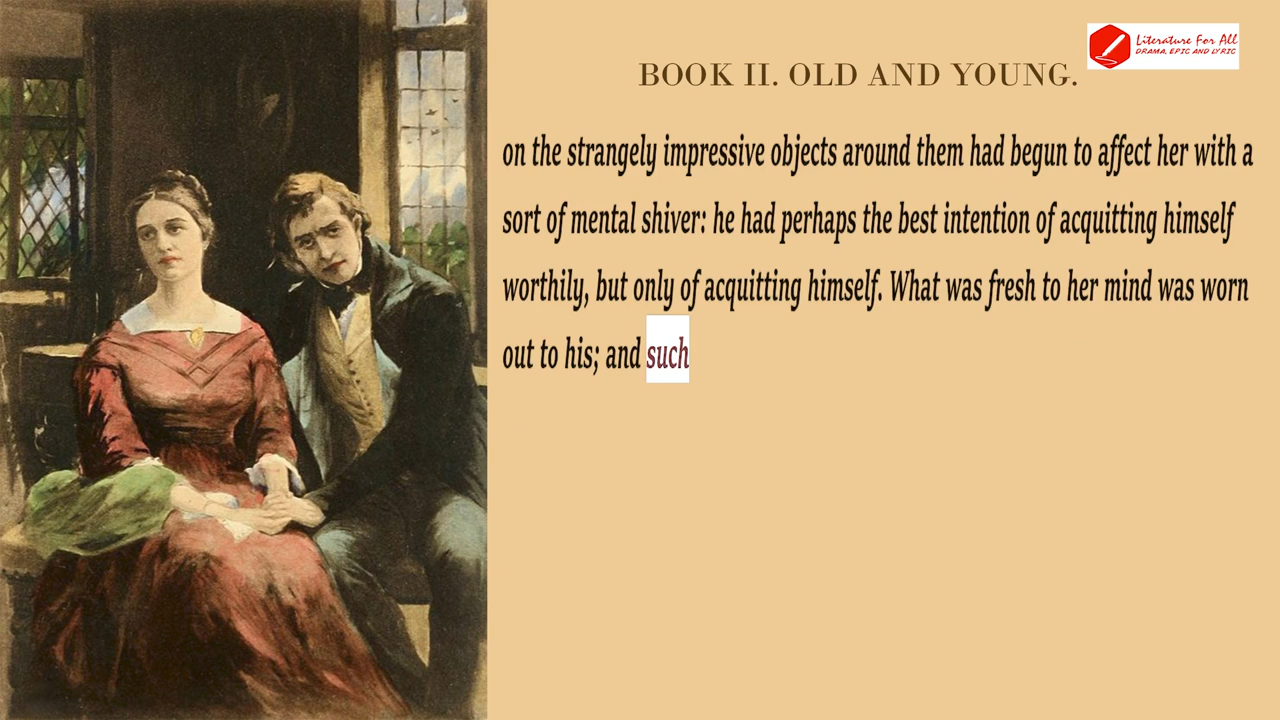 Literature For All
DRAMA, EPIC AND LYRIC
BOOK II. OLD AND YOUNG.
on the strangely impressive objects around them had begun to affect her with a
sort of mental shiver: he had perhaps the best intention of acquitting himself
worthily, but only of acquitting himself. What was fresh to her mind was worn
out to his; and such